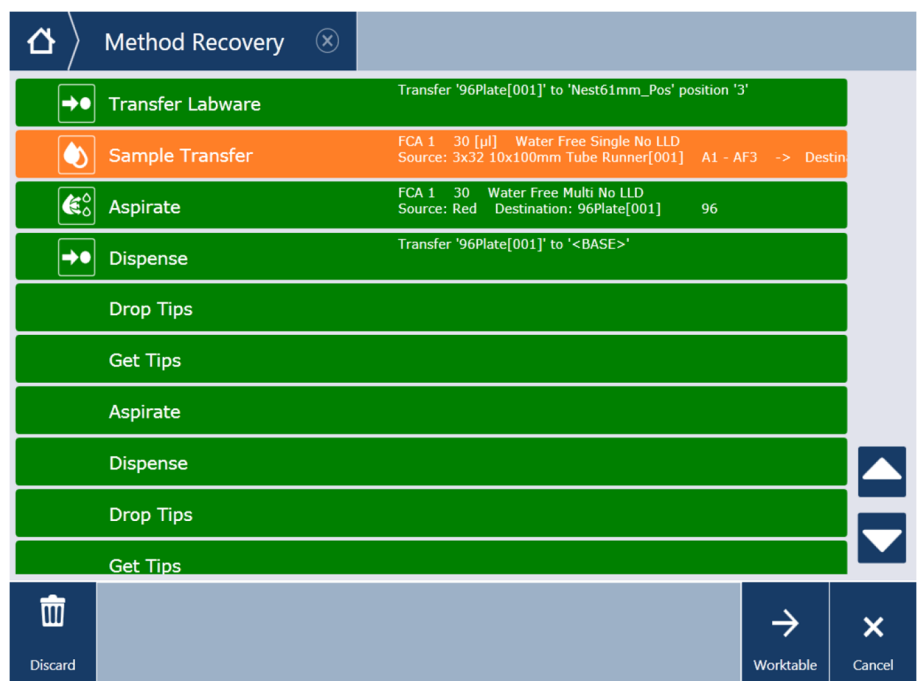 Method Recovery
Transfer Labware
Transfer '96Plate[001]' to 'Nest61mm_Pos' position '3'
Sample Transfer
FCA 1 30 [µl] Water Free Single No LLD
Source: 3x32 10x100mm Tube Runner[001] A1 - AF3 -> Destin
Aspirate
FCA 1 30 Water Free Multi No LLD
Source: Red Destination: 96Plate[001] 96
Dispense
Transfer '96Plate[001]' to '<BASE>'
Drop Tips
Get Tips
Aspirate
Dispense
Drop Tips
Get Tips
Discard
Worktable
Cancel